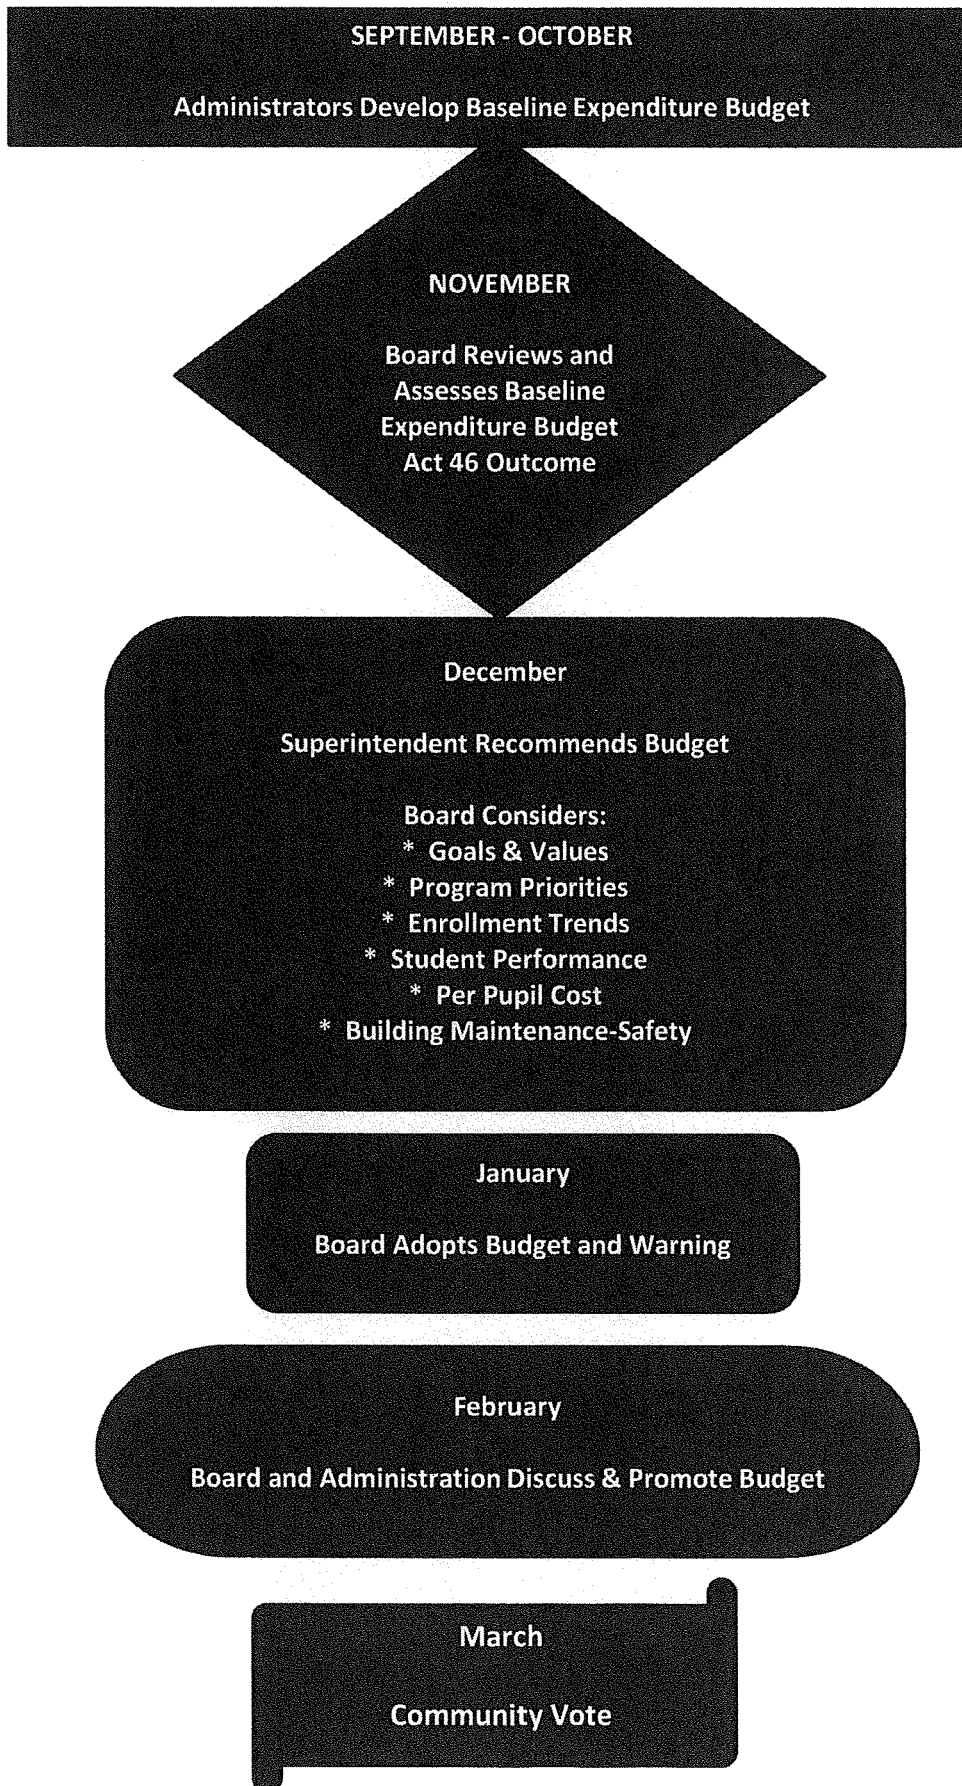 SEPTEMBER - OCTOBER
Administrators Develop Baseline Expenditure Budget
NOVEMBER
Board Reviews and
Assesses Baseline
Expenditure Budget
Act 46 Outcome
December
Superintendent Recommends Budget
Board Considers:
* Goals & Values
* Program Priorities
* Enrollment Trends
* Student Performance
* Per Pupil Cost
* Building Maintenance-Safety
January
Board Adopts Budget and Warning
February
Board and Administration Discuss & Promote Budget
March
Community Vote